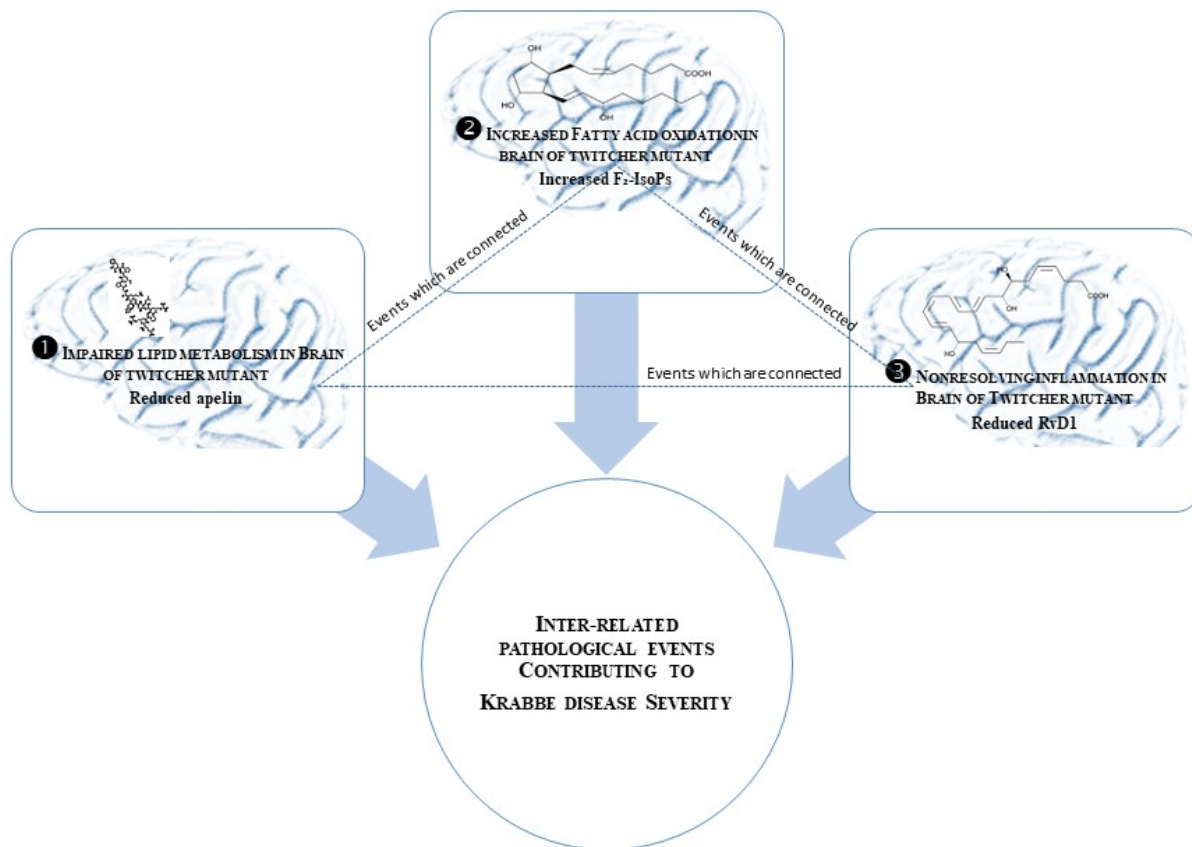 ❶ IMPAIRED LIPID METABOLISM IN BRAIN
OF TWITCHER MUTANT
Reduced apelin
OH
COOH
HO
OH
❷ INCREASED FATTY ACID OXIDATIONIN
BRAIN OF TWITCHER MUTANT
Increased F₂-IsoPs
HO
OH
COOH
HO
❸ NONRESOLVING INFLAMMATION IN
BRAIN OF TWITCHER MUTANT
Reduced RvD1
Events which are connected
Events which are connected
Events which are connected
INTER-RELATED
PATHOLOGICAL EVENTS
CONTRIBUTING TO
KRABBE DISEASE SEVERITY